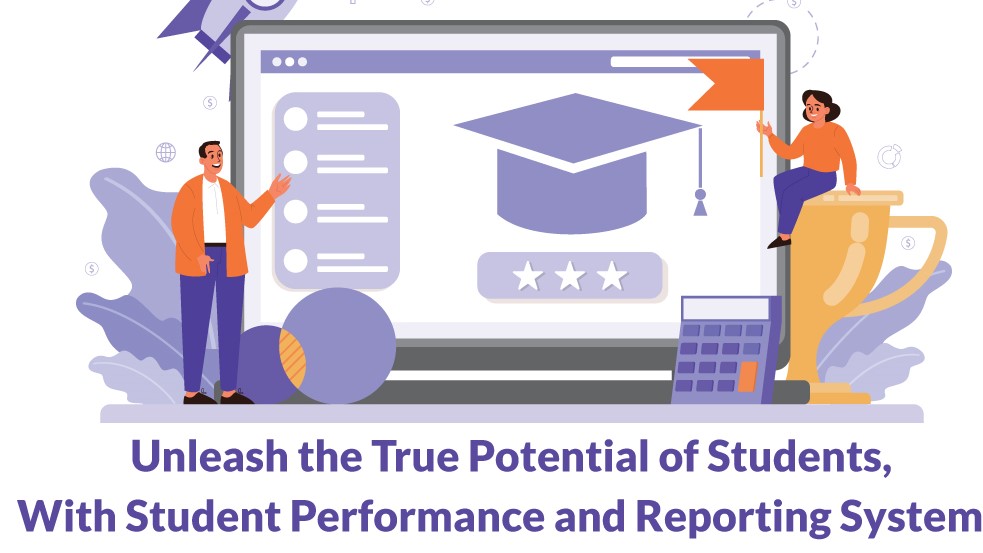 Unleash the True Potential of Students,
With Student Performance and Reporting System